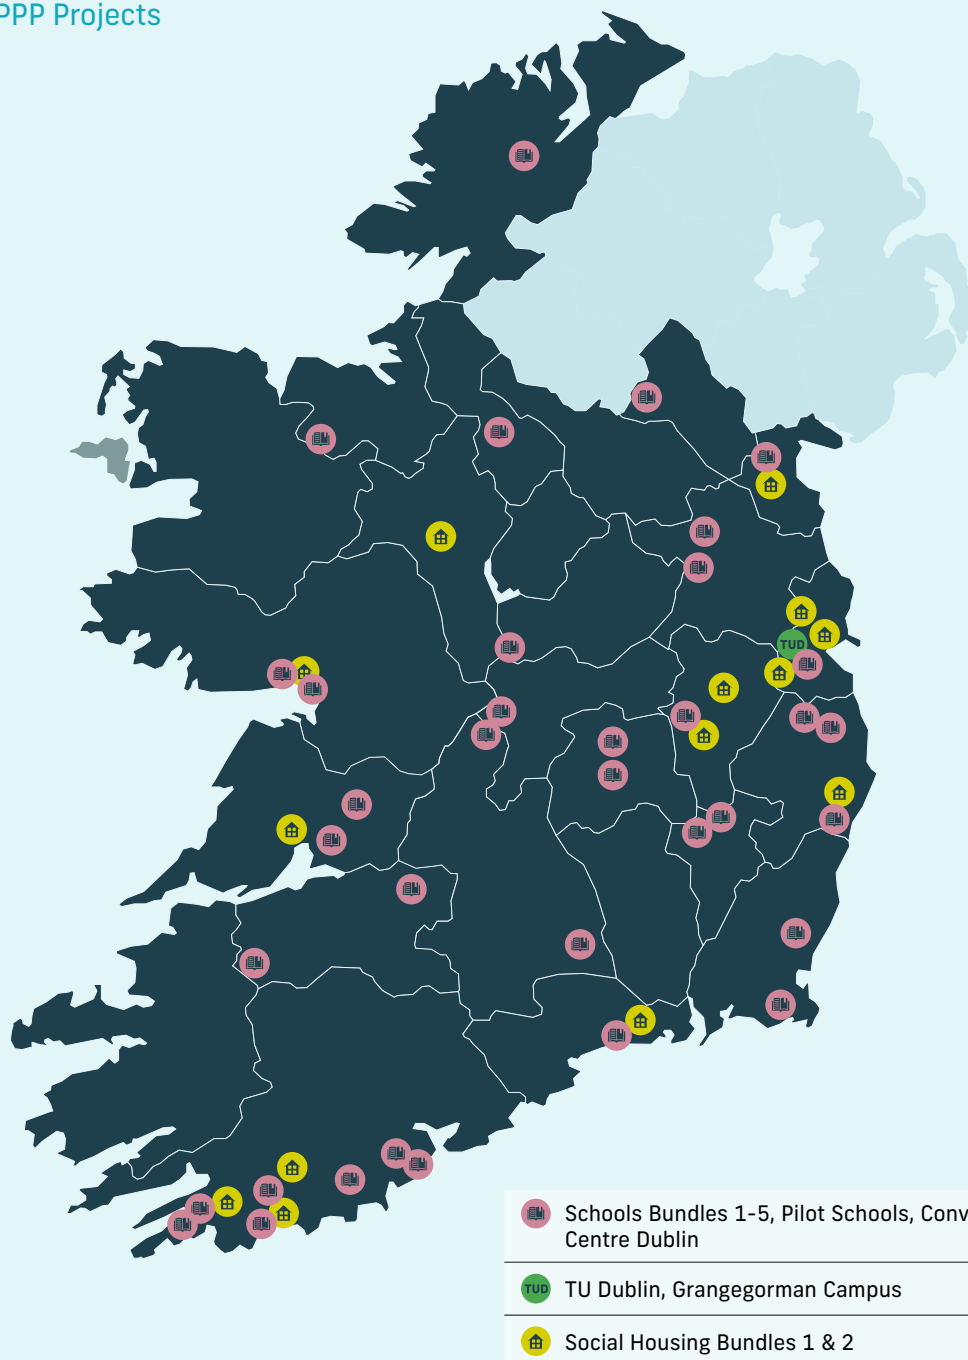 PPP Projects
TUD
Schools Bundles 1-5, Pilot Schools, Conv
Centre Dublin
TUD
TU Dublin, Grangegorman Campus
Social Housing Bundles 1 & 2